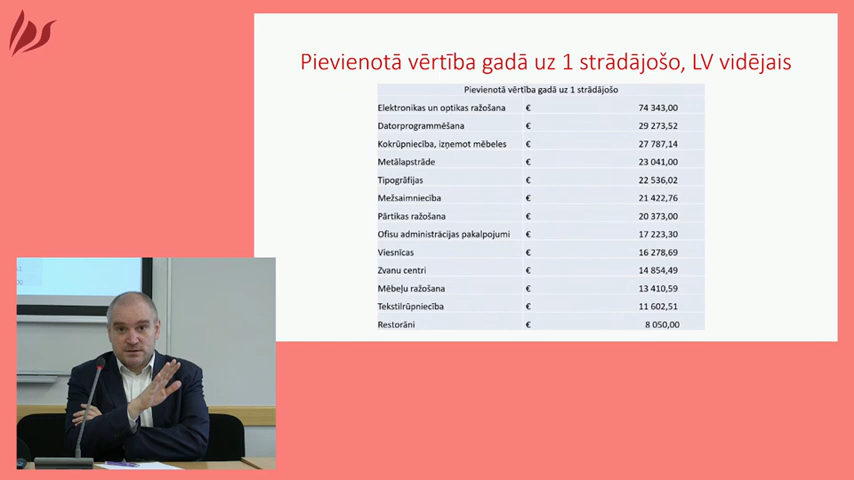 Pievienotā vērtība gadā uz 1 strādājošo, LV vidējais
Pievienotā vērtība gadā uz 1 strādājošo
Elektronikas un optikas ražošana € 74 343,00
Datorprogrammēšana € 29 273,52
Kokrūpniecība, izņemot mēbeles € 27 787,14
Metālapstrāde € 23 041,00
Tipogrāfijas € 22 536,02
Mežsaimniecība € 21 422,76
Pārtikas ražošana € 20 373,00
Ofisu administrācijas pakalpojumi € 17 223,30
Viesnīcas € 16 278,69
Zvanu centri € 14 854,49
Mēbeļu ražošana € 13 410,59
Tekstilrūpniecība € 11 602,51
Restorāni € 8 050,00